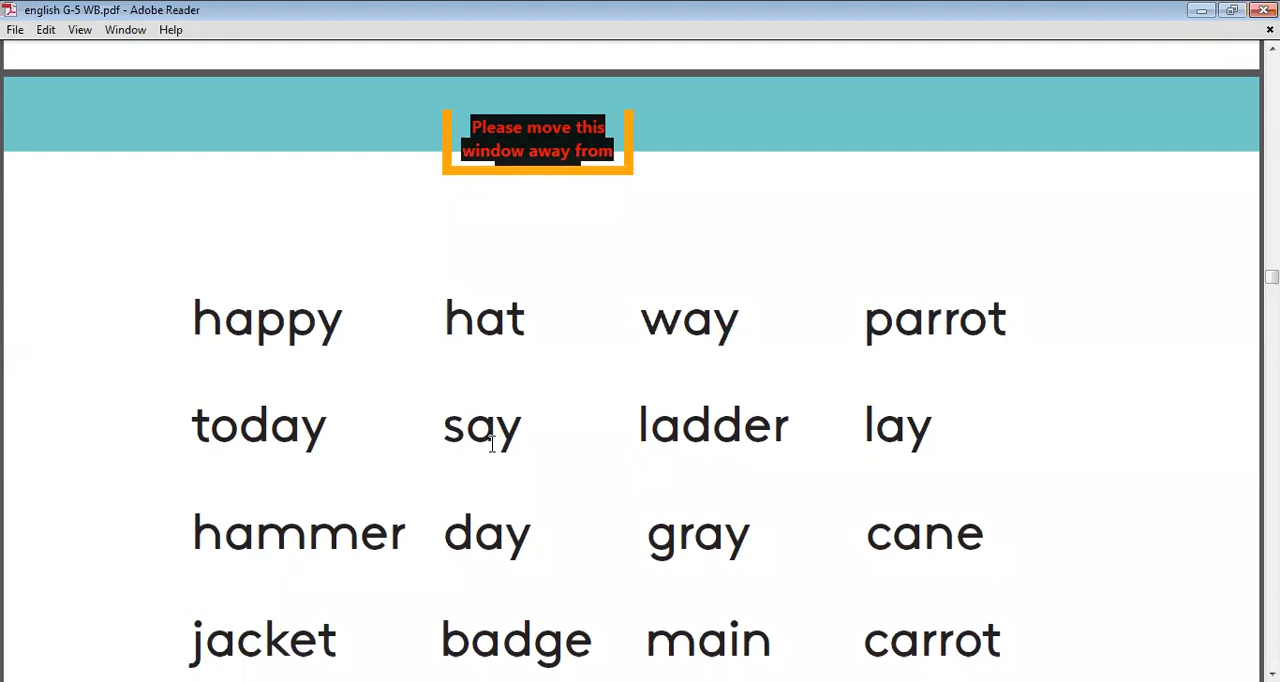 english G-5 WB.pdf - Adobe Reader
File Edit View Window Help
Please move this
window away from
happy hat way parrot
today say ladder lay
hammer day gray cane
jacket badge main carrot